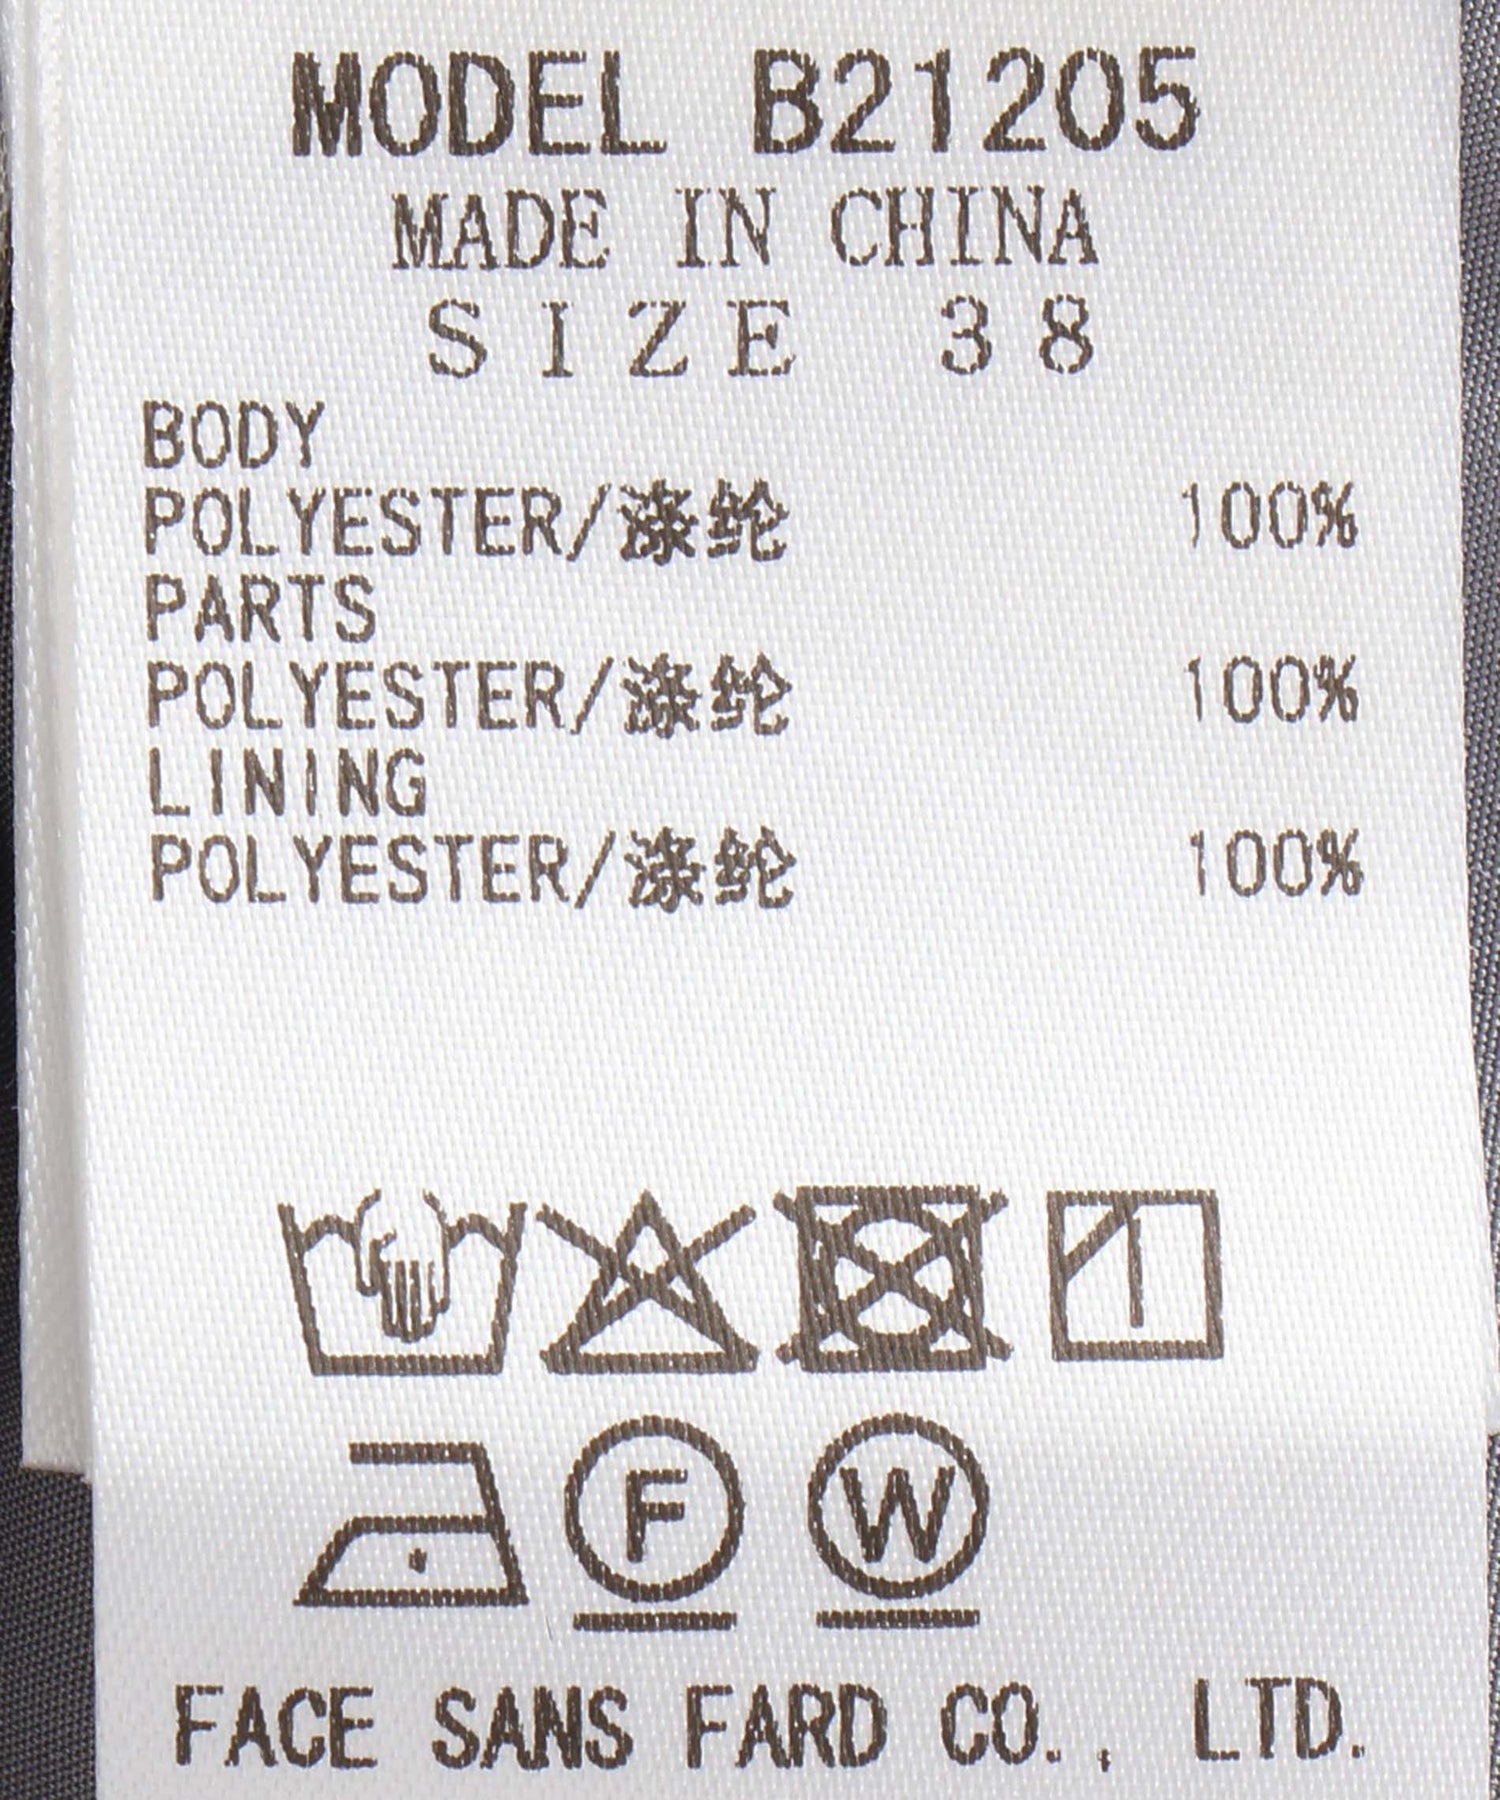 MODEL B21205
MADE IN CHINA
SIZE 38
BODY
POLYESTER/涤纶 100%
PARTS
POLYESTER/涤纶 100%
LINING
POLYESTER/涤纶 100%
F W
FACE SANS FARD CO., LTD.